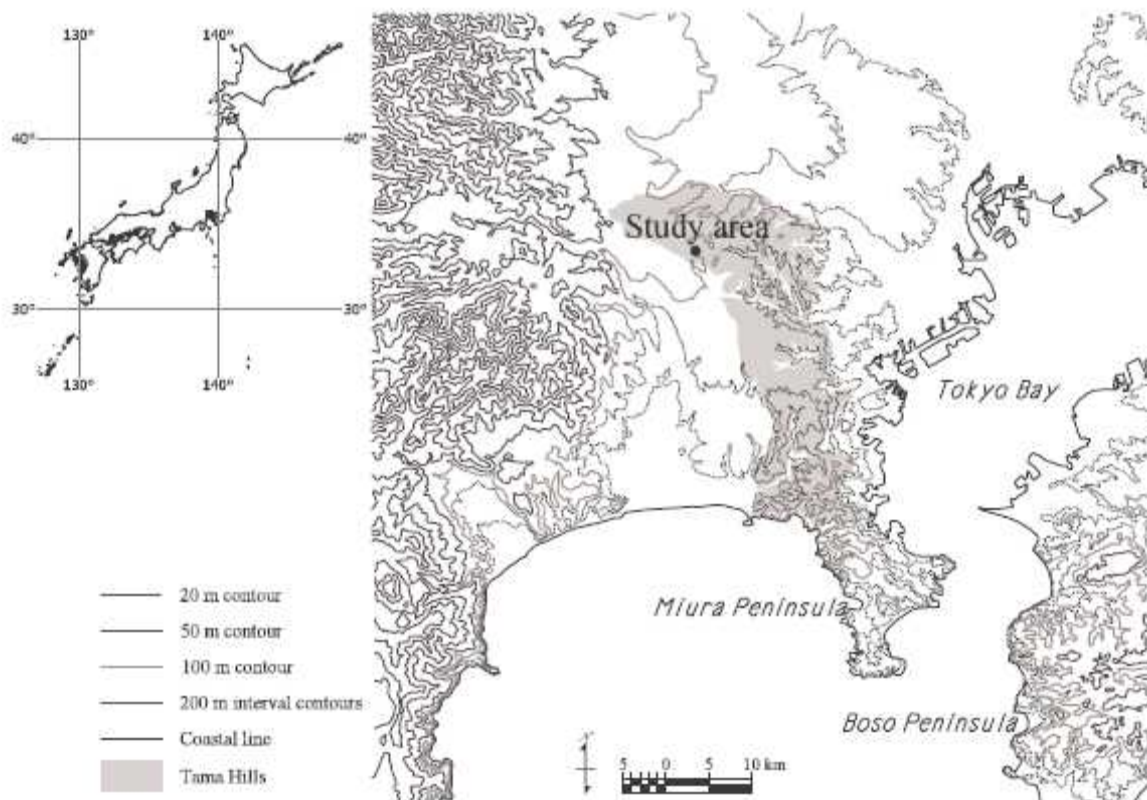 130°
140°
40°
40°
30°
30°
130°
140°
Study area
Tokyo Bay
Miura Peninsula
Boso Peninsula
20 m contour
50 m contour
100 m contour
200 m interval contours
Coastal line
Tama Hills
5 0 5 10 km